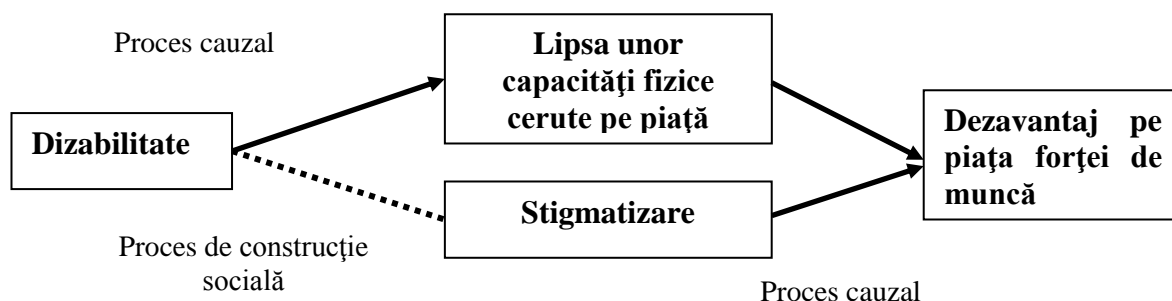 Proces cauzal
Lipsa unor
capacităţi fizice
cerute pe piaţă
Dizabilitate
Dezavantaj pe
piaţa forţei de
muncă
Stigmatizare
Proces de construcţie
socială
Proces cauzal